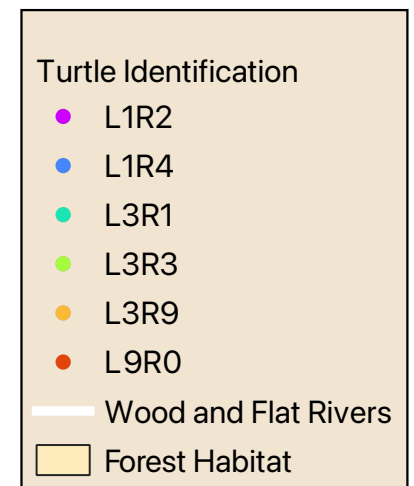 Turtle Identification
L1R2
L1R4
L3R1
L3R3
L3R9
L9R0
Wood and Flat Rivers
Forest Habitat